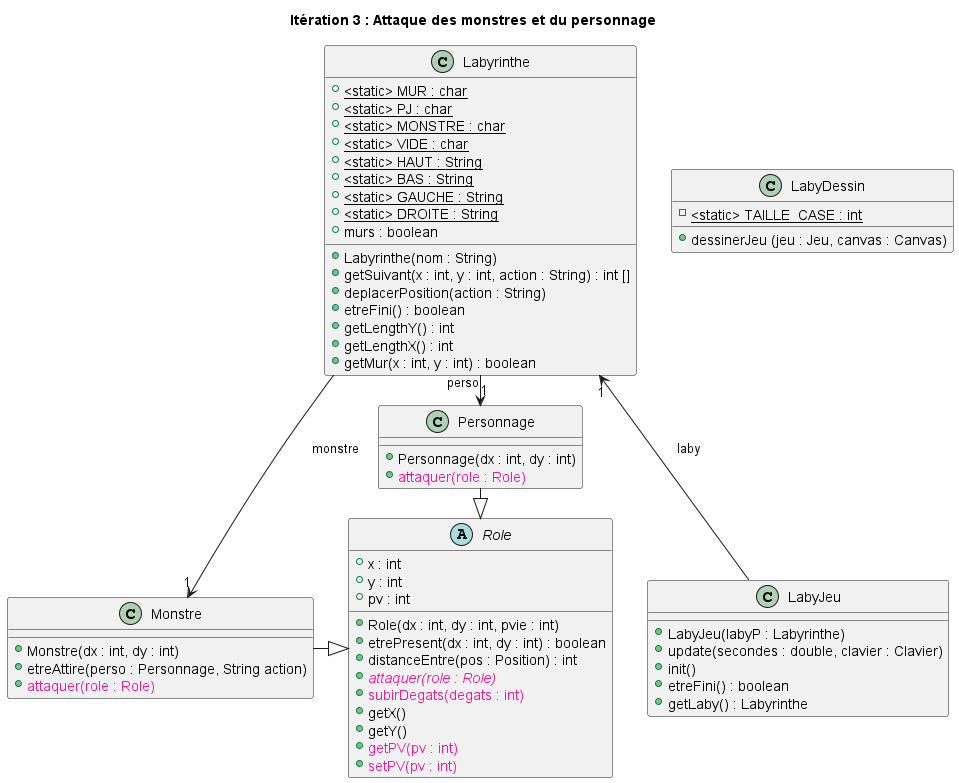 Itération 3 : Attaque des monstres et du personnage
C Labyrinthe
<static> MUR : char
<static> PJ : char
<static> MONSTRE : char
<static> VIDE : char
<static> HAUT : String
<static> BAS : String
<static> GAUCHE : String
<static> DROITE : String
murs : boolean
Labyrinthe(nom : String)
getSuivant(x : int, y : int, action : String) : int []
deplacerPosition(action : String)
etreFini() : boolean
getLengthY() : int
getLengthX() : int
getMur(x : int, y : int) : boolean
C LabyDessin
<static> TAILLE_CASE : int
dessinerJeu (jeu : Jeu, canvas : Canvas)
perso
1
1
C Personnage
Personnage(dx : int, dy : int)
attaquer(role : Role)
monstre
laby
1
C Monstre
Monstre(dx : int, dy : int)
etreAttire(perso : Personnage, String action)
attaquer(role : Role)
A Role
x : int
y : int
pv : int
Role(dx : int, dy : int, pvie : int)
etrePresent(dx : int, dy : int) : boolean
distanceEntre(pos : Position) : int
attaquer(role : Role)
subirDegats(degats : int)
getX()
getY()
getPV(pv : int)
setPV(pv : int)
C LabyJeu
LabyJeu(labyP : Labyrinthe)
update(secondes : double, clavier : Clavier)
init()
etreFini() : boolean
getLaby() : Labyrinthe